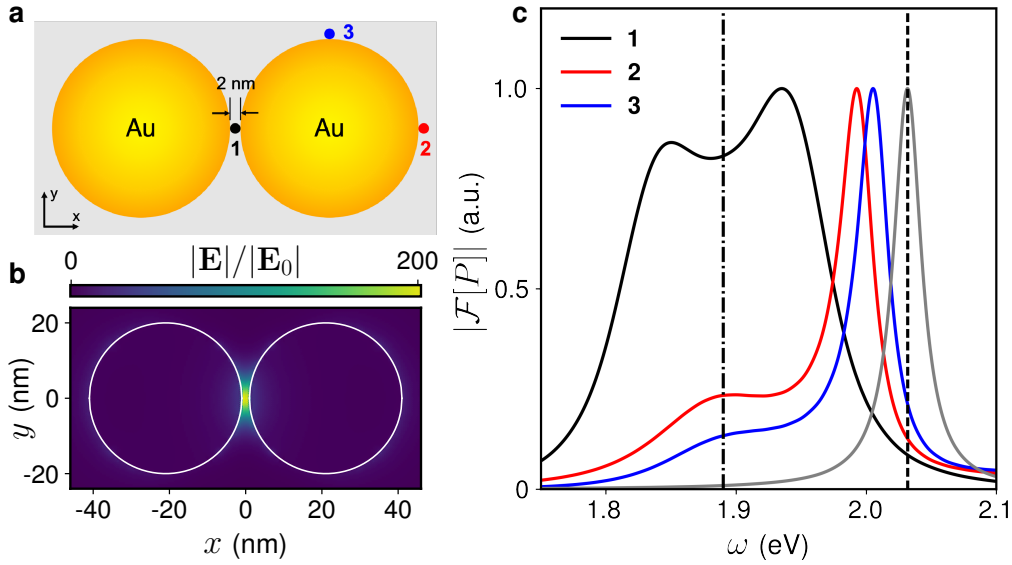 a
3
2 nm
Au
Au
1
2
y
x
b
0
|E|/|E₀|
200
20
0
-20
y (nm)
-40
-20
0
20
40
x (nm)
c
1
2
3
1.0
0.5
0
|ℱ[P]| (a.u.)
1.8
1.9
2.0
2.1
ω (eV)